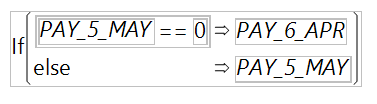 If ( PAY_5_MAY == 0 ⇒ PAY_6_APR
else ⇒ PAY_5_MAY )